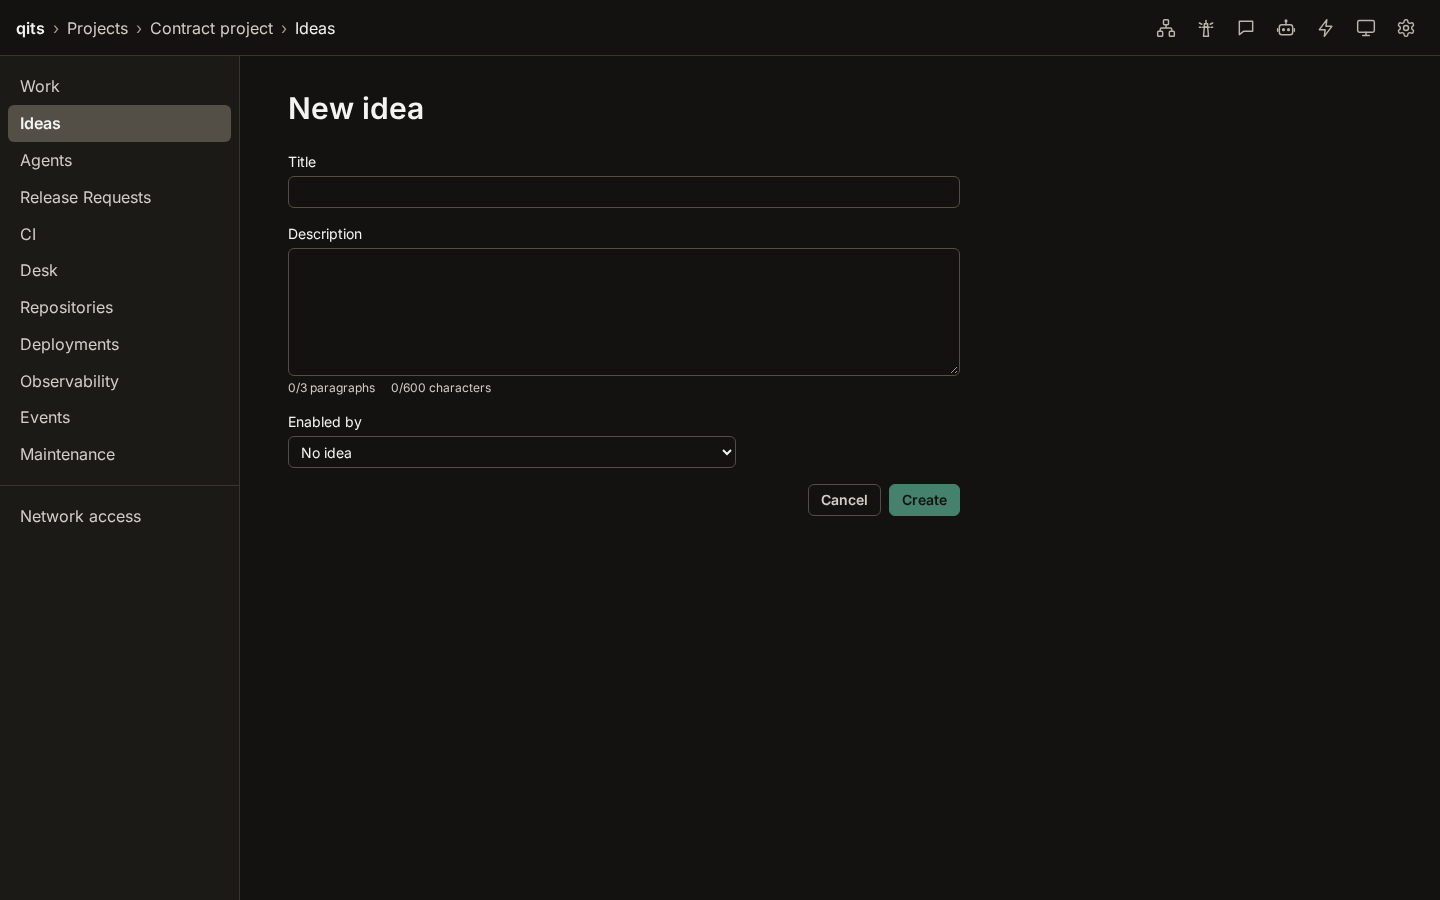 qits › Projects › Contract project › Ideas
Work
Ideas
Agents
Release Requests
CI
Desk
Repositories
Deployments
Observability
Events
Maintenance
Network access
New idea
Title
Description
0/3 paragraphs 0/600 characters
Enabled by
No idea
Cancel Create